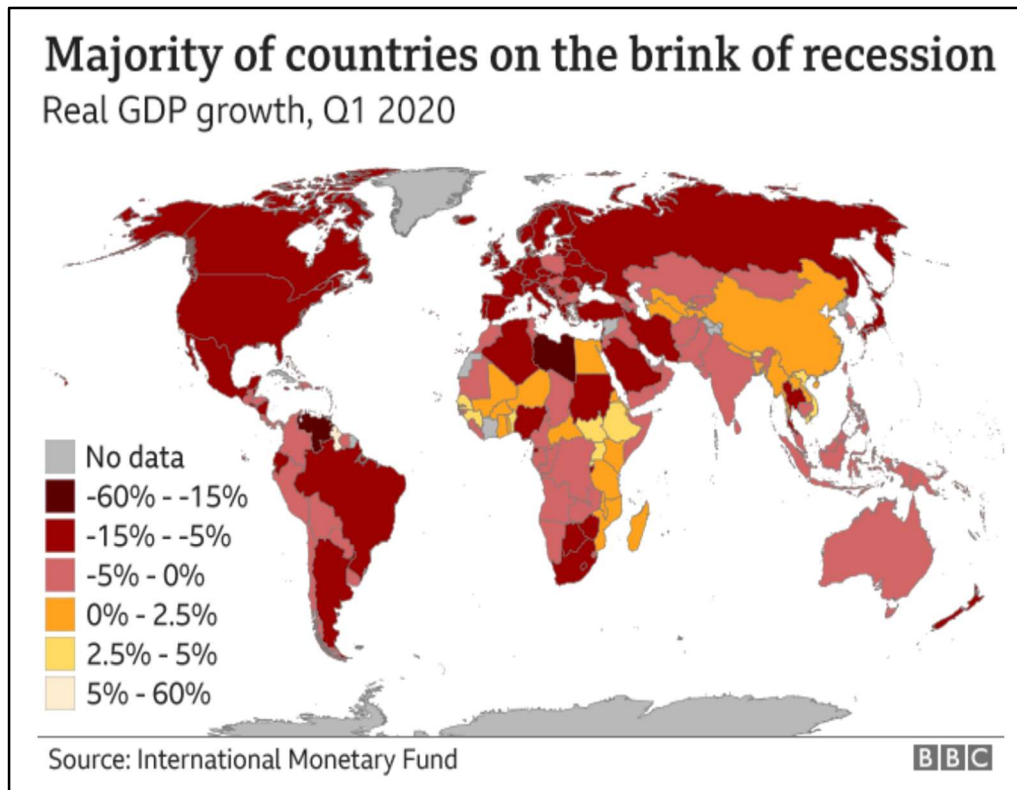 Majority of countries on the brink of recession
Real GDP growth, Q1 2020
No data
-60% - -15%
-15% - -5%
-5% - 0%
0% - 2.5%
2.5% - 5%
5% - 60%
Source: International Monetary Fund
BBC